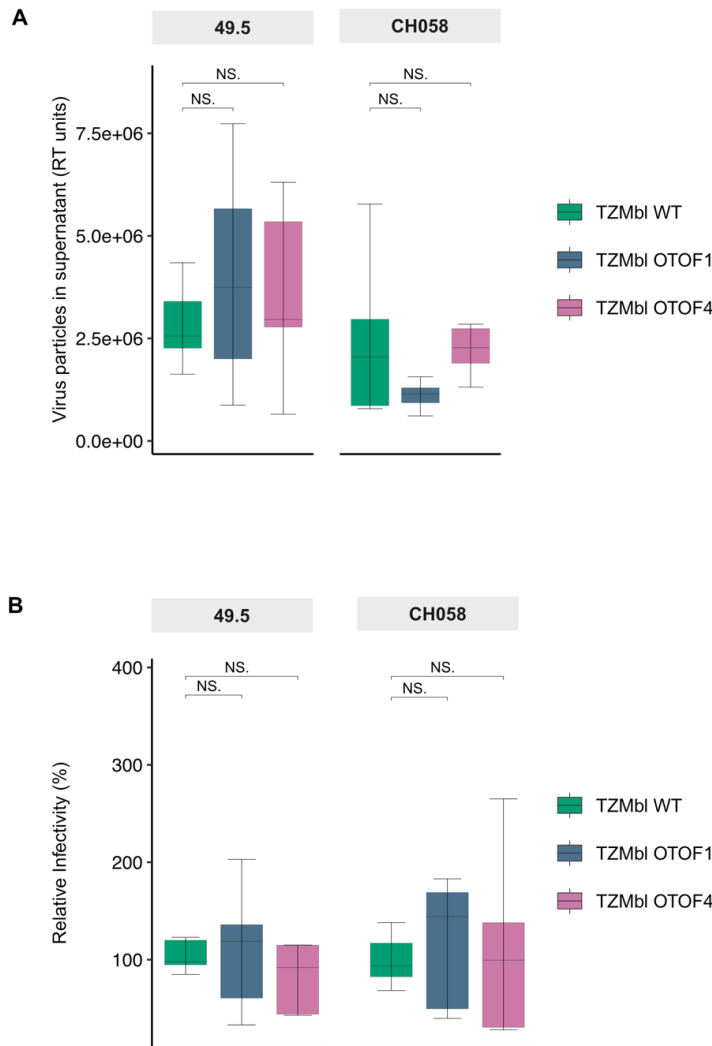 A
49.5 CH058
NS. NS.
NS. NS.
Virus particles in supernatant (RT units)
7.5e+06
5.0e+06
2.5e+06
0.0e+00
TZMbl WT
TZMbl OTOF1
TZMbl OTOF4
B
49.5 CH058
NS. NS.
NS. NS.
Relative Infectivity (%)
400
300
200
100
TZMbl WT
TZMbl OTOF1
TZMbl OTOF4